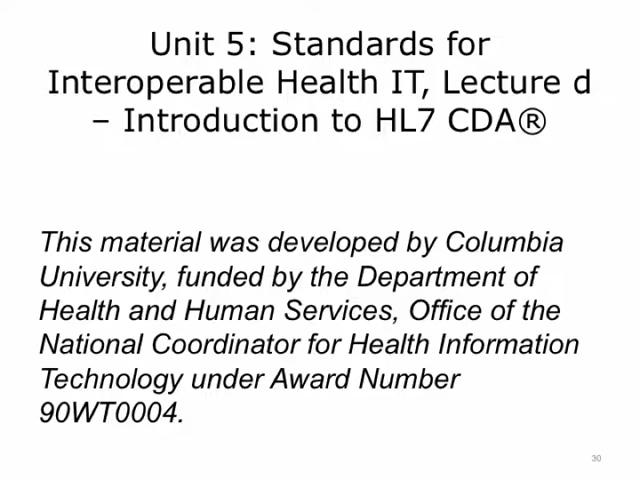 Unit 5: Standards for
Interoperable Health IT, Lecture d
– Introduction to HL7 CDA®
This material was developed by Columbia
University, funded by the Department of
Health and Human Services, Office of the
National Coordinator for Health Information
Technology under Award Number
90WT0004.
30